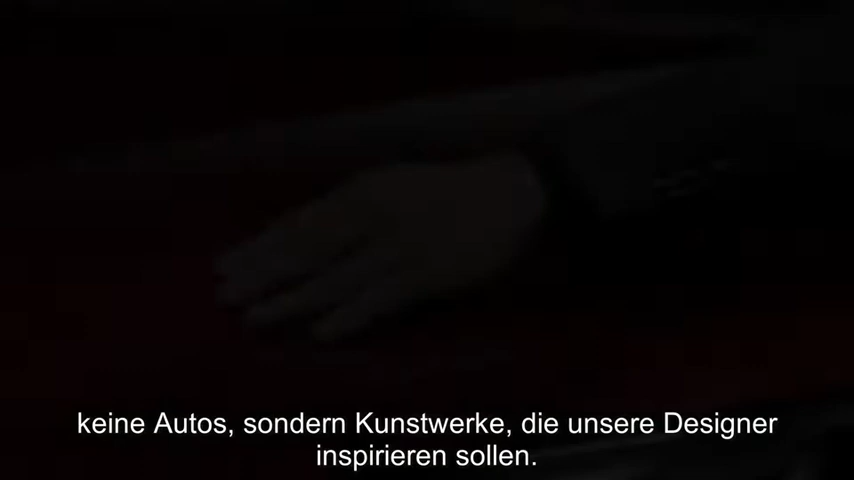 keine Autos, sondern Kunstwerke, die unsere Designer
inspirieren sollen.